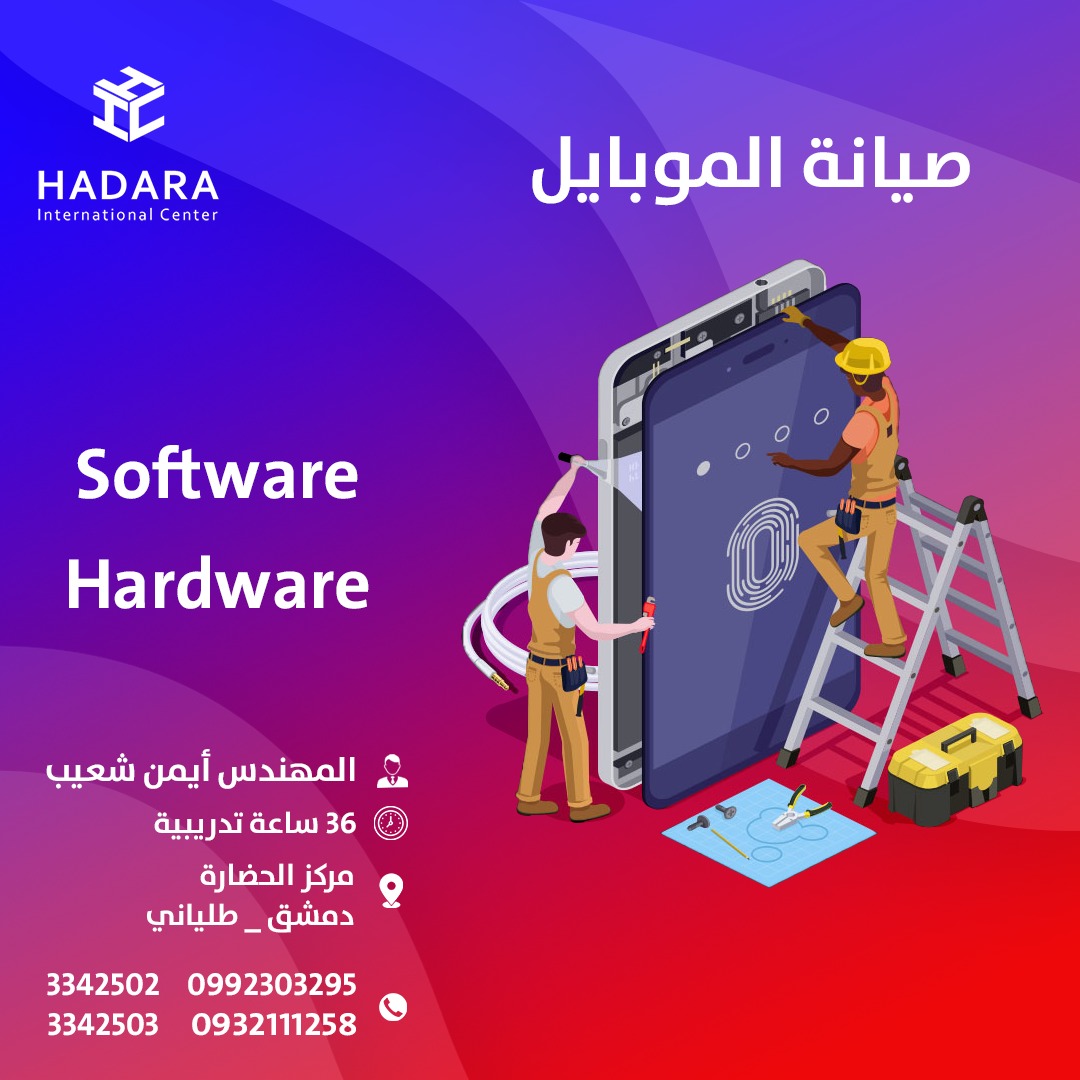 HADARA
International Center
صيانة الموبايل
Software
Hardware
المهندس أيمن شعيب
36 ساعة تدريبية
مركز الحضارة
دمشق _ طلياني
3342502 0992303295
3342503 0932111258